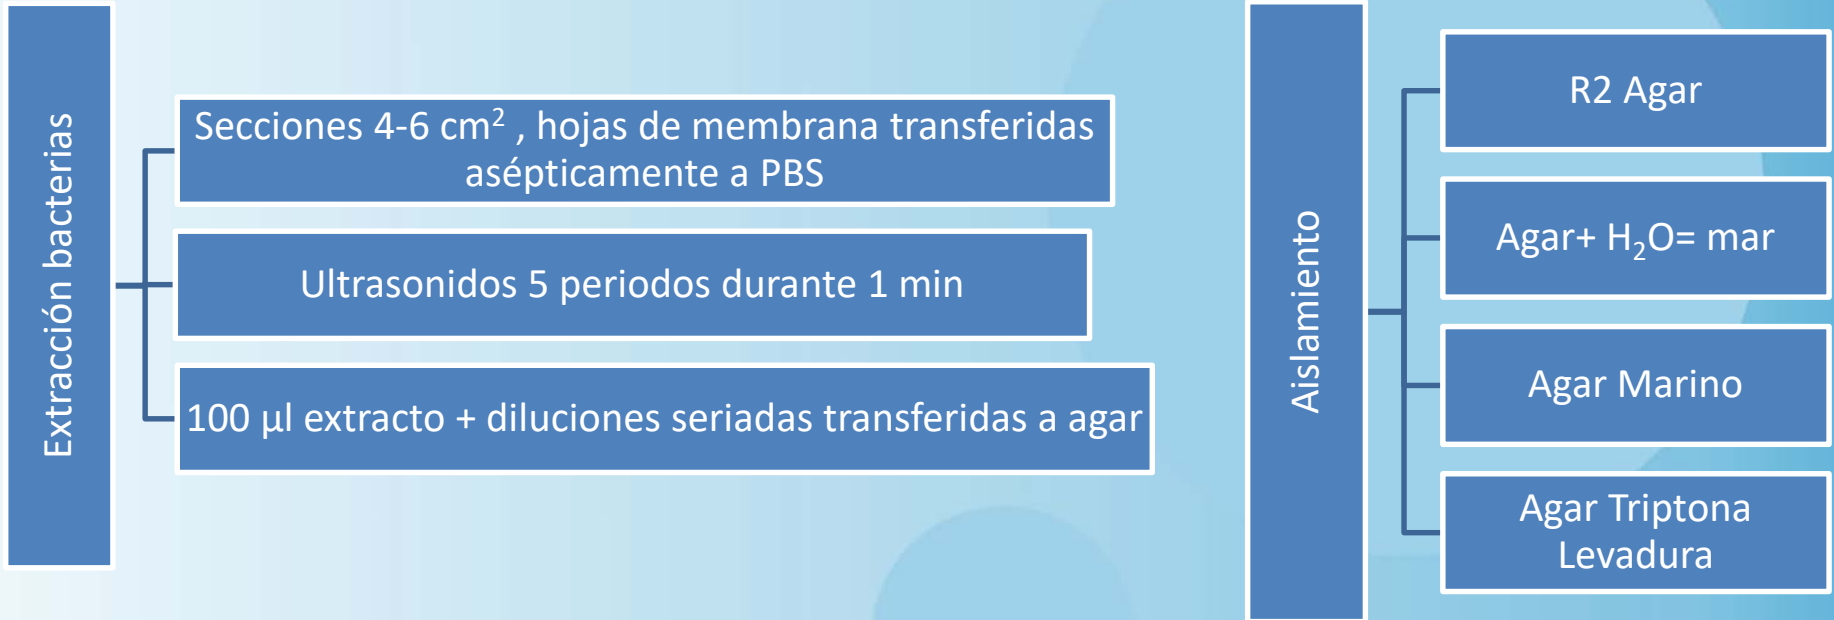 Extracción bacterias
Secciones 4-6 cm² , hojas de membrana transferidas
asépticamente a PBS
Ultrasonidos 5 periodos durante 1 min
100 µl extracto + diluciones seriadas transferidas a agar
Aislamiento
R2 Agar
Agar+ H₂O= mar
Agar Marino
Agar Triptona
Levadura